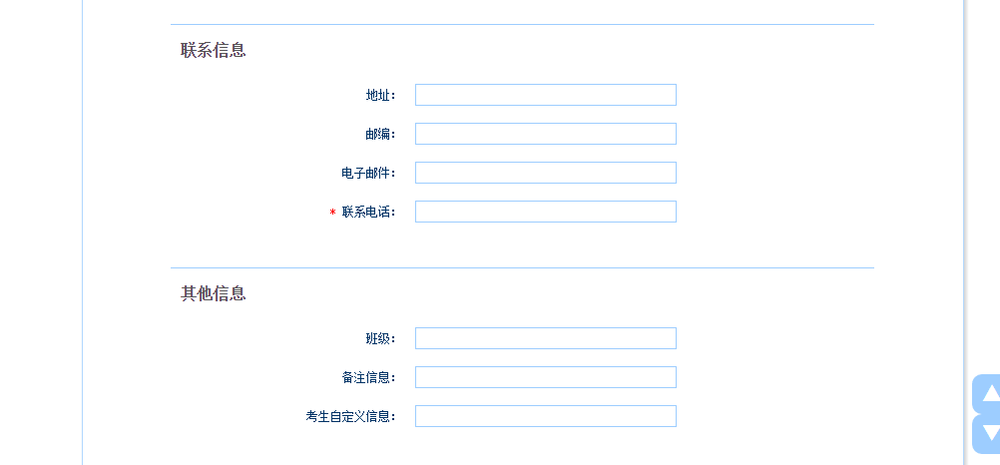 联系信息
地址：
邮编：
电子邮件：
* 联系电话：
其他信息
班级：
备注信息：
考生自定义信息：